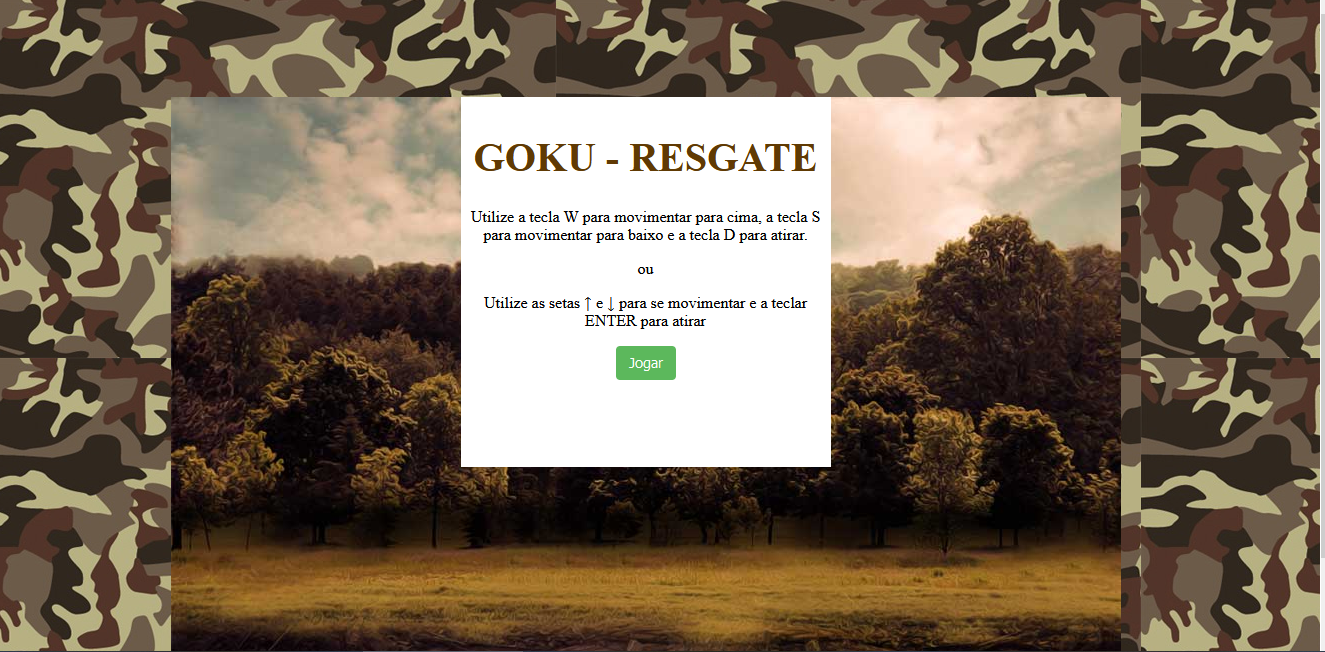 GOKU - RESGATE
Utilize a tecla W para movimentar para cima, a tecla S
para movimentar para baixo e a tecla D para atirar.
ou
Utilize as setas ↑ e ↓ para se movimentar e a teclar
ENTER para atirar
Jogar